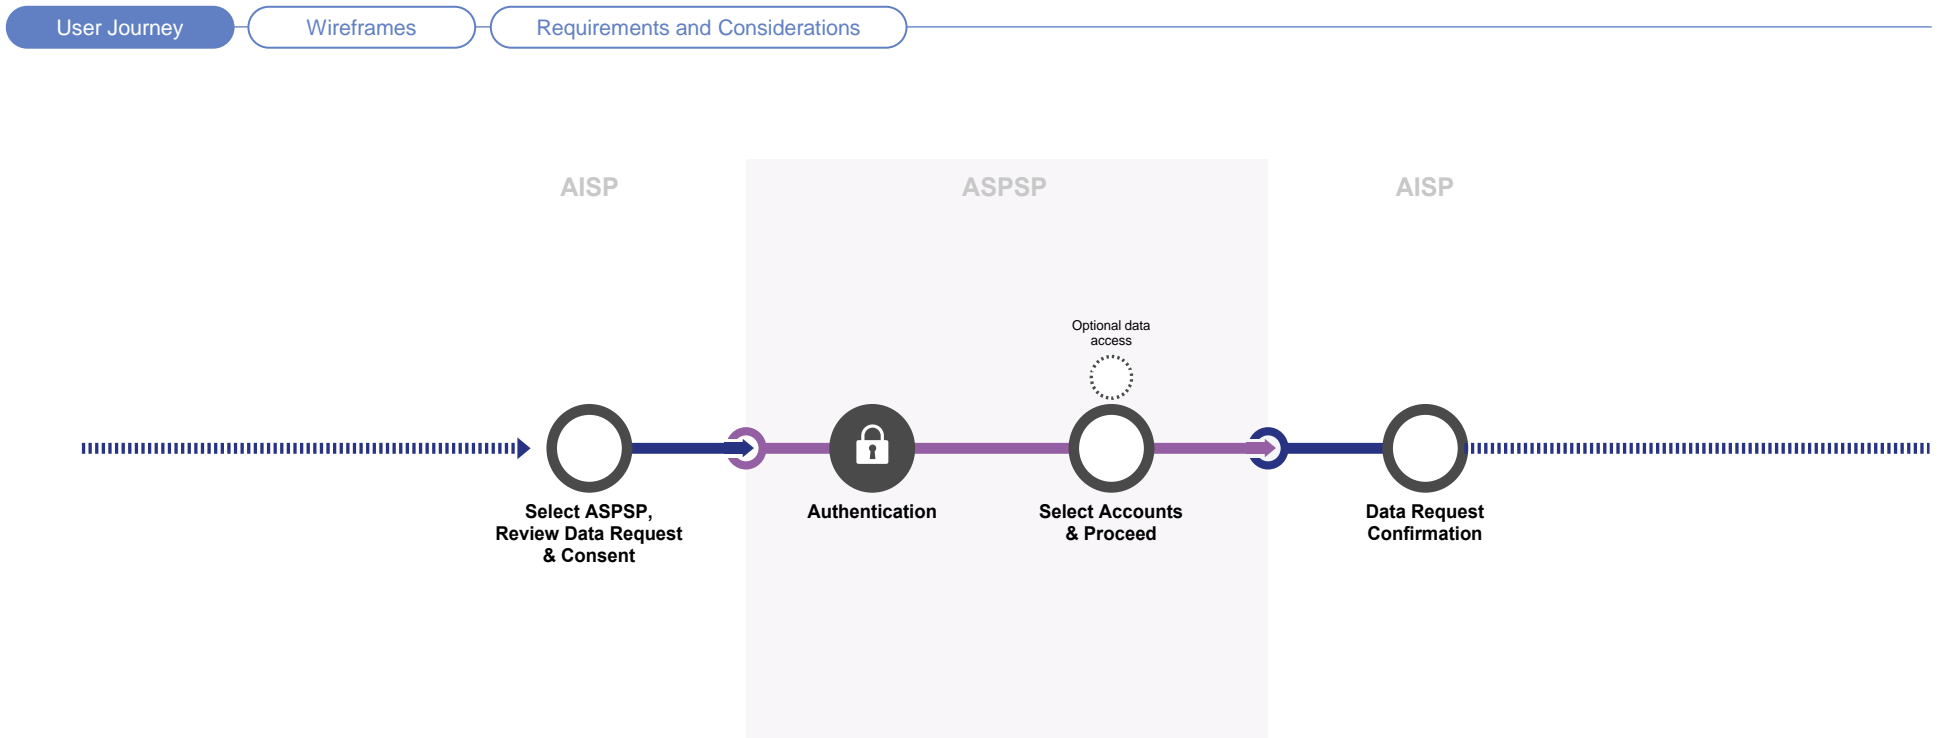 User Journey
Wireframes
Requirements and Considerations
AISP
ASPSP
AISP
Optional data
access
Select ASPSP,
Review Data Request
& Consent
Authentication
Select Accounts
& Proceed
Data Request
Confirmation